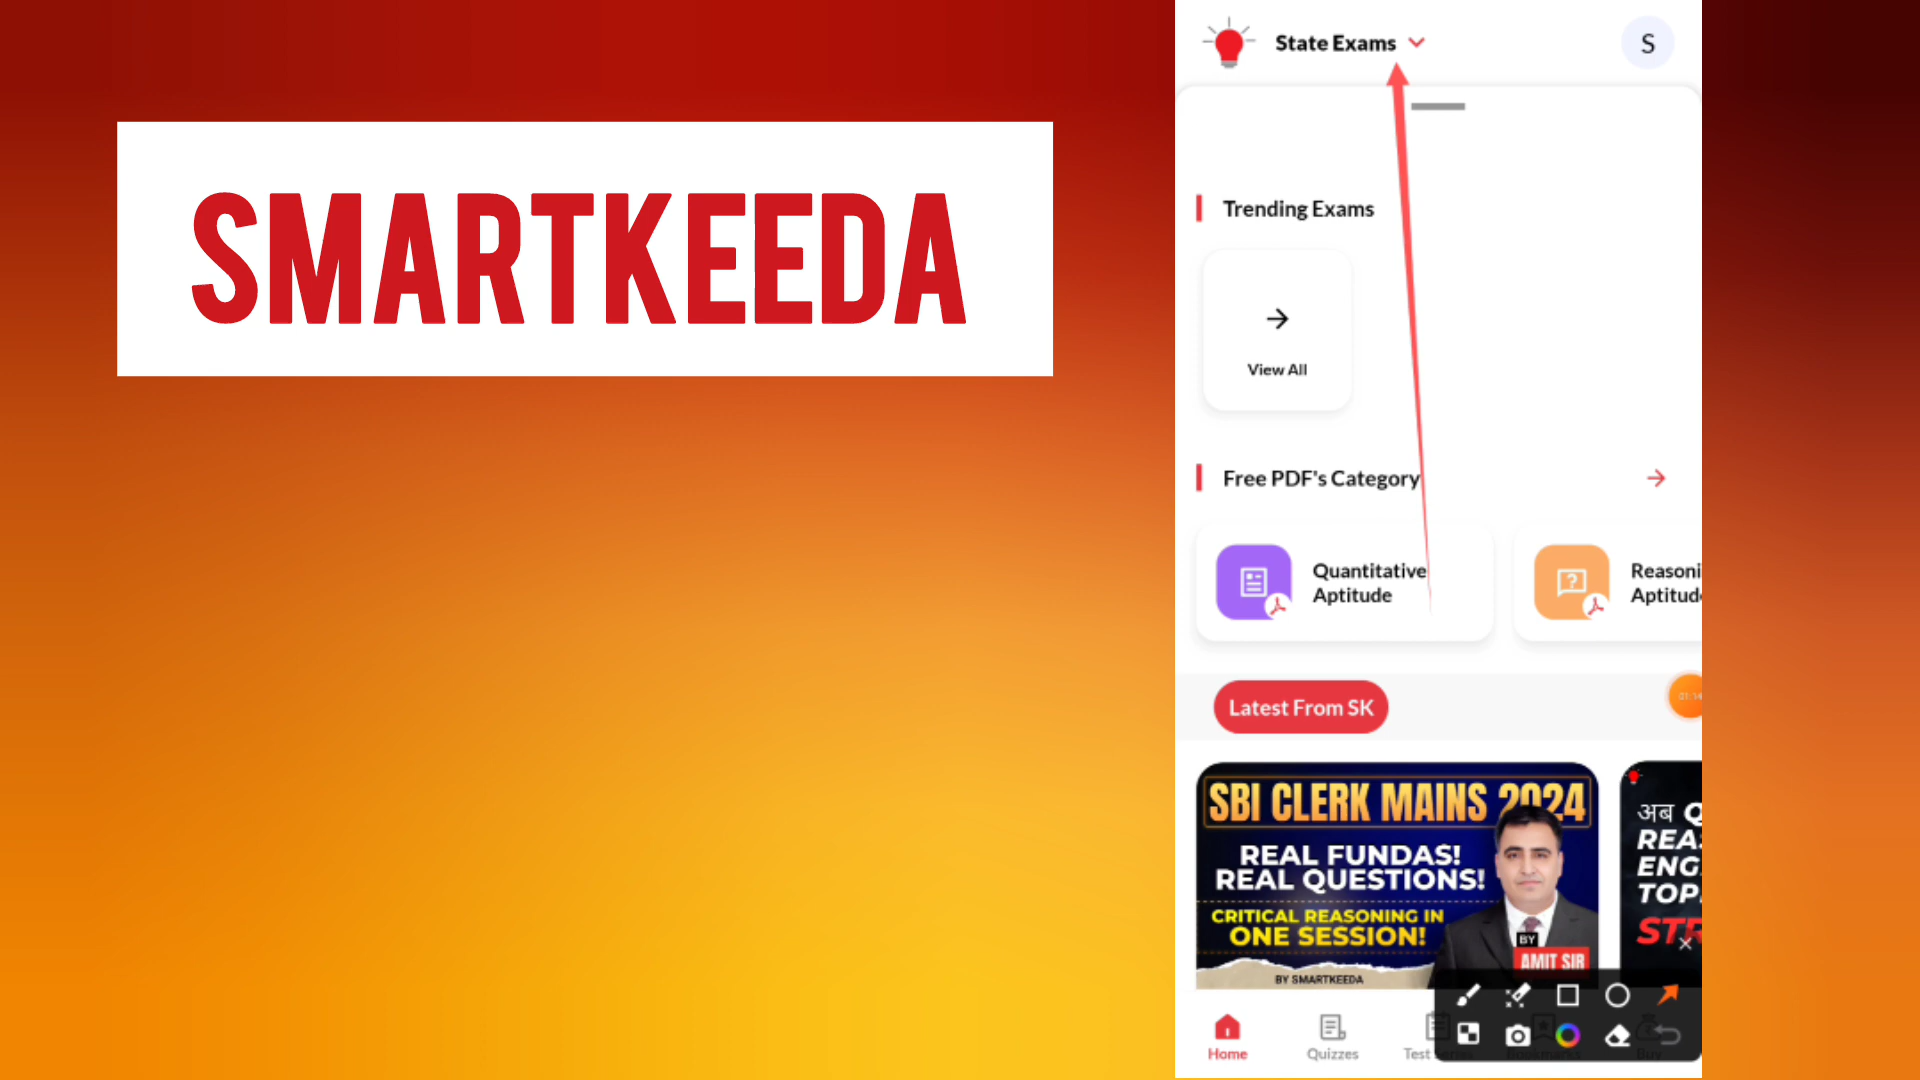 SMARTKEEDA
State Exams
S
Trending Exams
View All
Free PDF's Category
Quantitative
Aptitude
Latest From SK
SBI CLERK MAINS 2024
REAL FUNDAS!
REAL QUESTIONS!
CRITICAL REASONING IN
ONE SESSION!
BY
AMIT SIR
BY SMARTKEEDA
अब
Home
Quizzes
Test